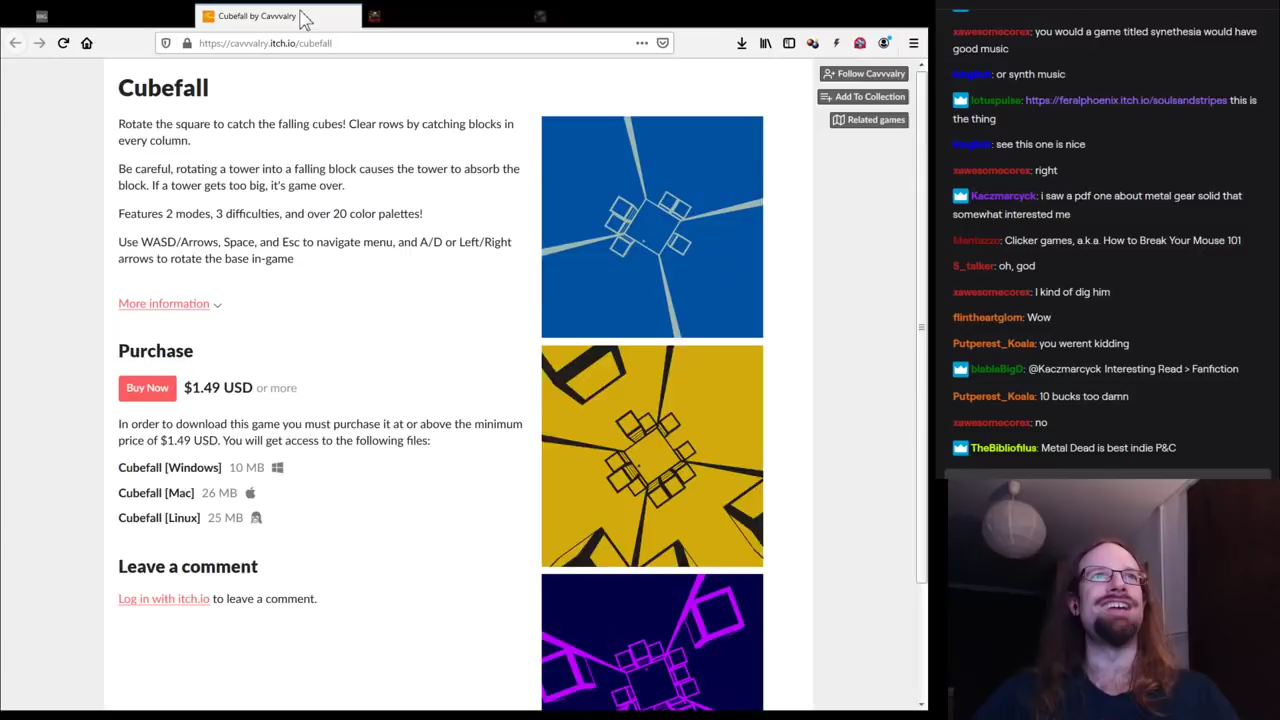 Cubefall by Cavvvalry
https://cavvvalry.itch.io/cubefall
Cubefall
Rotate the square to catch the falling cubes! Clear rows by catching blocks in
every column.
Be careful, rotating a tower into a falling block causes the tower to absorb the
block. If a tower gets too big, it's game over.
Features 2 modes, 3 difficulties, and over 20 color palettes!
Use WASD/Arrows, Space, and Esc to navigate menu, and A/D or Left/Right
arrows to rotate the base in-game
More information
Purchase
Buy Now $1.49 USD or more
In order to download this game you must purchase it at or above the minimum
price of $1.49 USD. You will get access to the following files:
Cubefall [Windows] 10 MB
Cubefall [Mac] 26 MB
Cubefall [Linux] 25 MB
Leave a comment
Log in with itch.io to leave a comment.
Follow Cavvvalry
Add To Collection
Related games
xawesomecorex: you would a game titled synethesia would have
good music
: or synth music
lotuspulse: https://feralphoenix.itch.io/soulsandstripes this is
the thing
: see this one is nice
xawesomecorex: right
Kaczmarcyck: i saw a pdf one about metal gear solid that
somewhat interested me
Mantazzo: Clicker games, a.k.a. How to Break Your Mouse 101
S_talker: oh, god
xawesomecorex: I kind of dig him
flintheartglom: Wow
Putperest_Koala: you werent kidding
blablaBigD: @Kaczmarcyck Interesting Read > Fanfiction
Putperest_Koala: 10 bucks too damn
xawesomecorex: no
TheBibliofilus: Metal Dead is best indie P&C